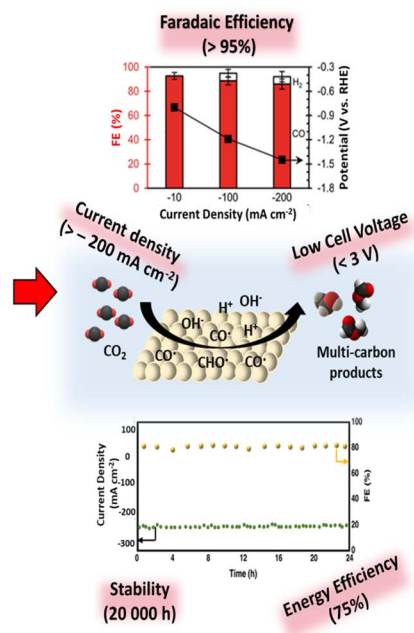 Faradaic Efficiency
(> 95%)
100
80
60
40
20
0
FE (%)
H₂
CO
-0.3
-0.6
-0.9
-1.2
-1.5
-1.8
Potential (V vs. RHE)
-10 -100 -200
Current Density (mA cm⁻²)
Current density
(> – 200 mA cm⁻²)
Low Cell Voltage
(< 3 V)
CO₂
H⁺ OH⁻
OH⁻ H⁺
CO•
CO• CHO• CO•
Multi-carbon
products
100
0
-100
-200
-300
Current Density
(mA cm⁻²)
100
80
60
40
20
0
FE (%)
0 4 8 12 16 20 24
Time (h)
Stability
(20 000 h)
Energy Efficiency
(75%)